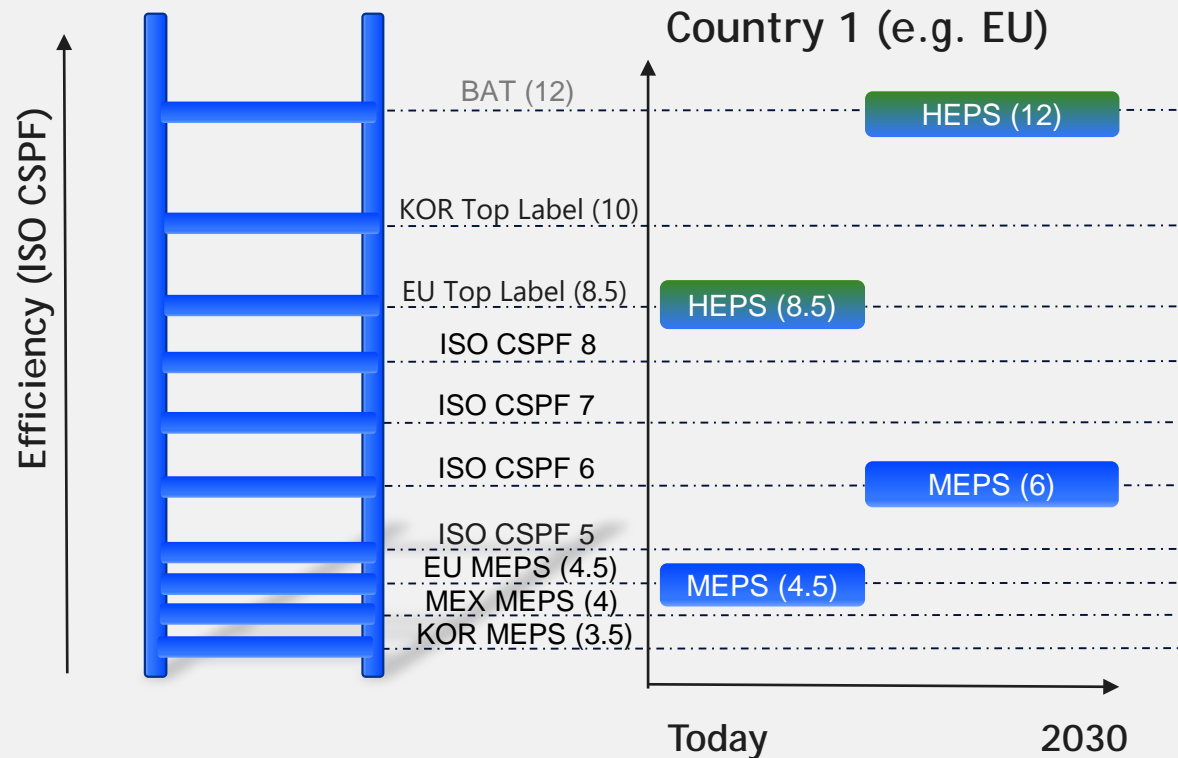 Country 1 (e.g. EU)
Efficiency (ISO CSPF)
BAT (12)
HEPS (12)
KOR Top Label (10)
EU Top Label (8.5)
HEPS (8.5)
ISO CSPF 8
ISO CSPF 7
ISO CSPF 6
MEPS (6)
ISO CSPF 5
EU MEPS (4.5)
MEPS (4.5)
MEX MEPS (4)
KOR MEPS (3.5)
Today
2030